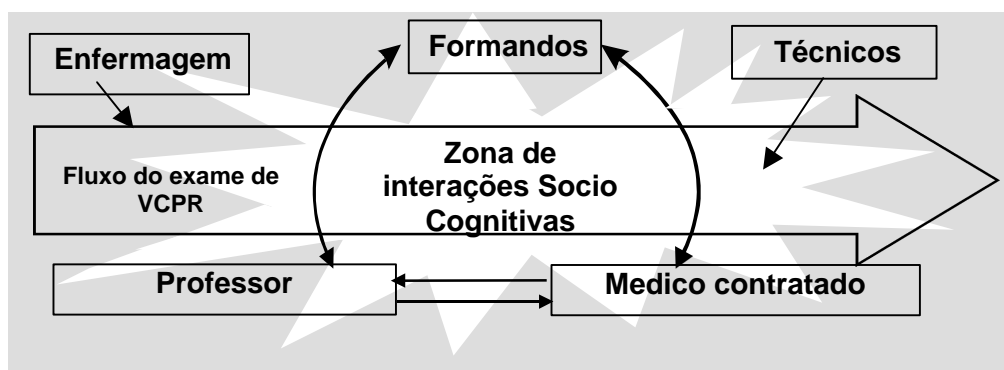 Formandos
Enfermagem
Técnicos
Zona de
interações Socio
Cognitivas
Fluxo do exame de
VCPR
Professor
Medico contratado